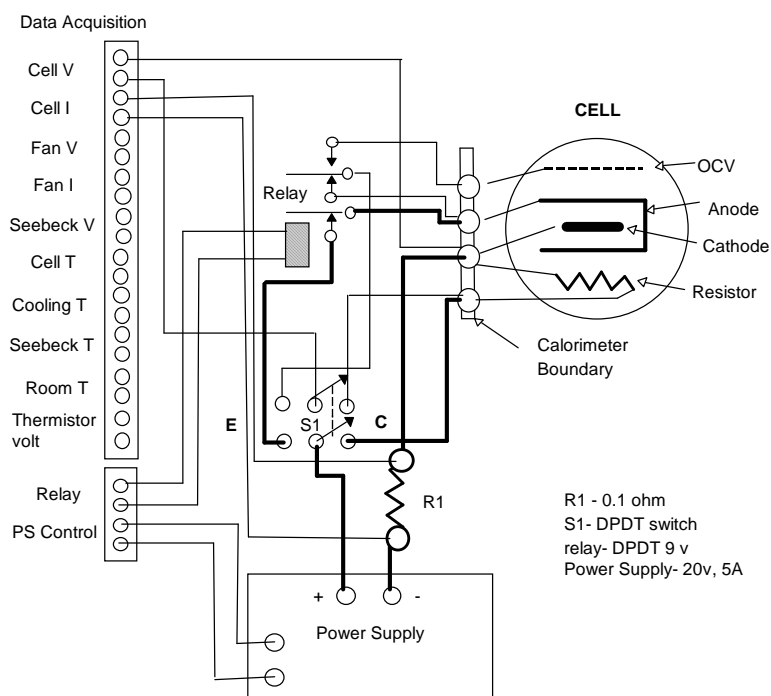 Data Acquisition
Cell V
Cell I
Fan V
Fan I
Seebeck V
Cell T
Cooling T
Seebeck T
Room T
Thermistor
volt
Relay
PS Control
Relay
E
S1
C
R1
CELL
OCV
Anode
Cathode
Resistor
Calorimeter
Boundary
R1 - 0.1 ohm
S1- DPDT switch
relay- DPDT 9 v
Power Supply- 20v, 5A
+ -
Power Supply